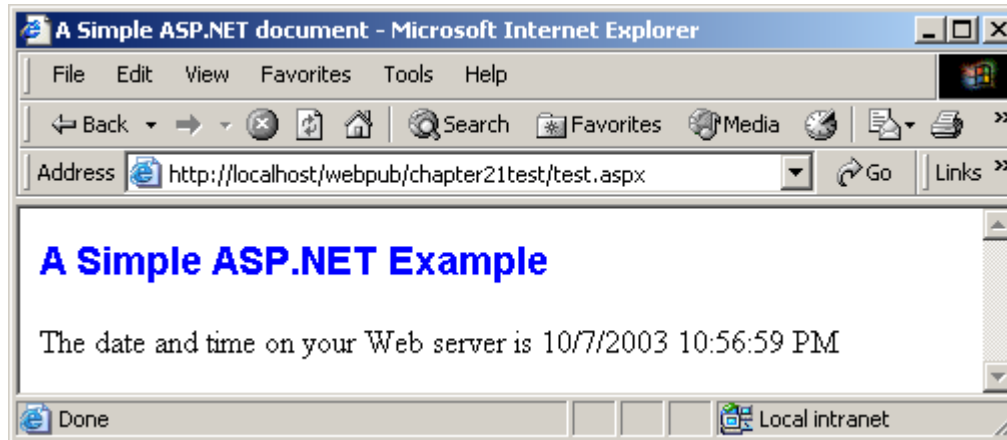 A Simple ASP.NET document - Microsoft Internet Explorer
File Edit View Favorites Tools Help
Back Search Favorites Media »
Address http://localhost/webpub/chapter21test/test.aspx Go Links »
A Simple ASP.NET Example
The date and time on your Web server is 10/7/2003 10:56:59 PM
Done Local intranet